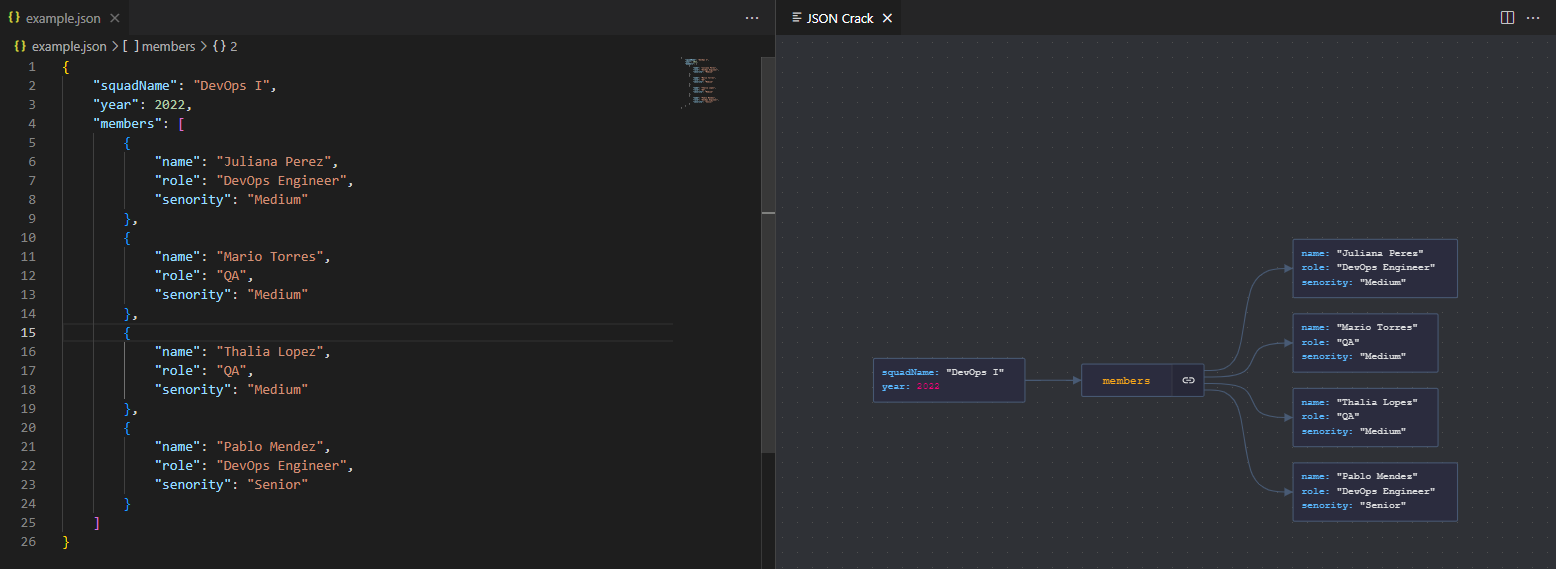 {} example.json ×
···
{} example.json > [ ] members > {} 2
1 {
2 "squadName": "DevOps I",
3 "year": 2022,
4 "members": [
5 {
6 "name": "Juliana Perez",
7 "role": "DevOps Engineer",
8 "senority": "Medium"
9 },
10 {
11 "name": "Mario Torres",
12 "role": "QA",
13 "senority": "Medium"
14 },
15 {
16 "name": "Thalia Lopez",
17 "role": "QA",
18 "senority": "Medium"
19 },
20 {
21 "name": "Pablo Mendez",
22 "role": "DevOps Engineer",
23 "senority": "Senior"
24 }
25 ]
26 }
JSON Crack ×
···
squadName: "DevOps I"
year: 2022
members
name: "Juliana Perez"
role: "DevOps Engineer"
senority: "Medium"
name: "Mario Torres"
role: "QA"
senority: "Medium"
name: "Thalia Lopez"
role: "QA"
senority: "Medium"
name: "Pablo Mendez"
role: "DevOps Engineer"
senority: "Senior"